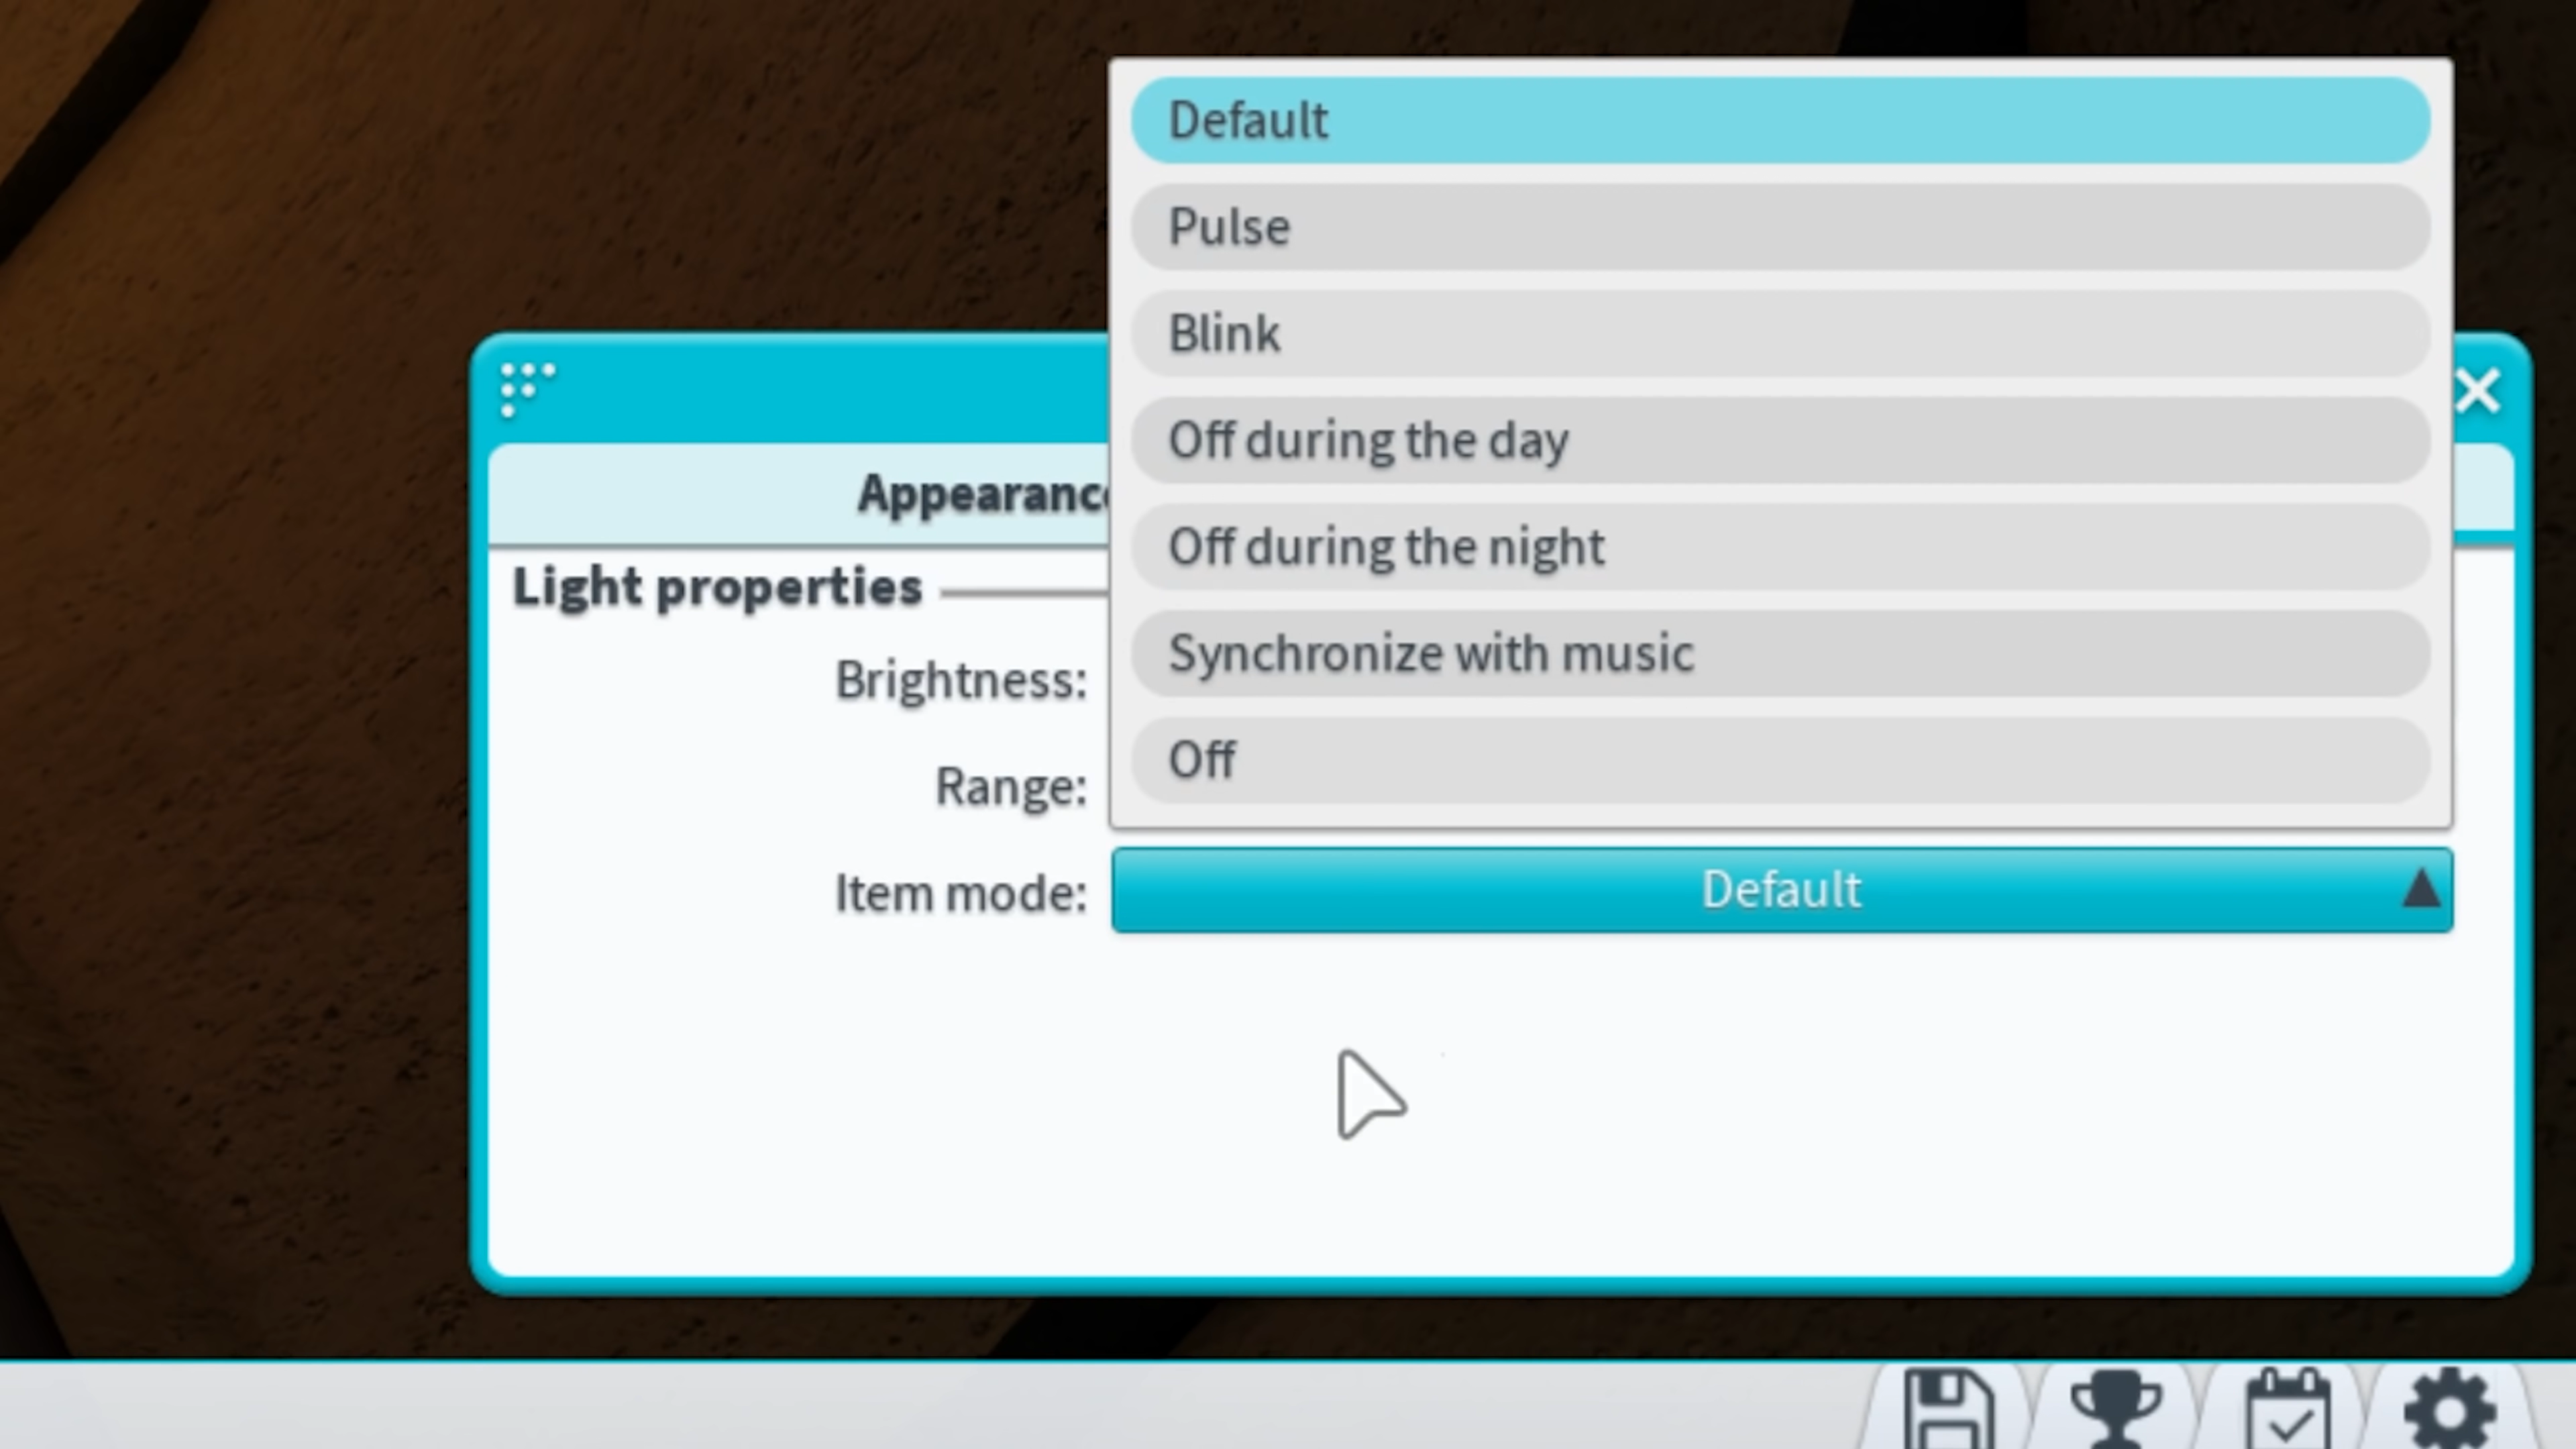 Default
Pulse
Blink
Off during the day
Off during the night
Synchronize with music
Off
Appearance
Light properties
Brightness:
Range:
Item mode: Default